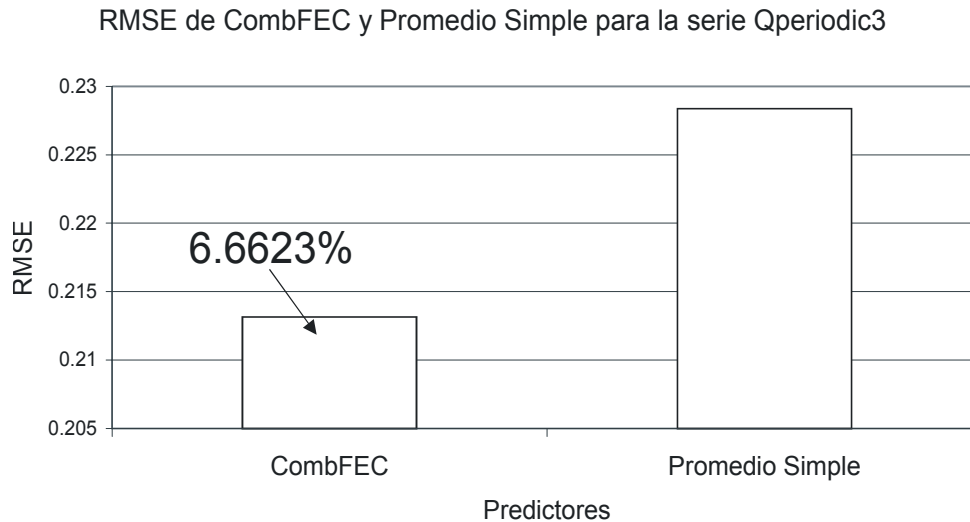 RMSE de CombFEC y Promedio Simple para la serie Qperiodic3
0.23
0.225
0.22
0.215
0.21
0.205
RMSE
6.6623%
CombFEC
Promedio Simple
Predictores